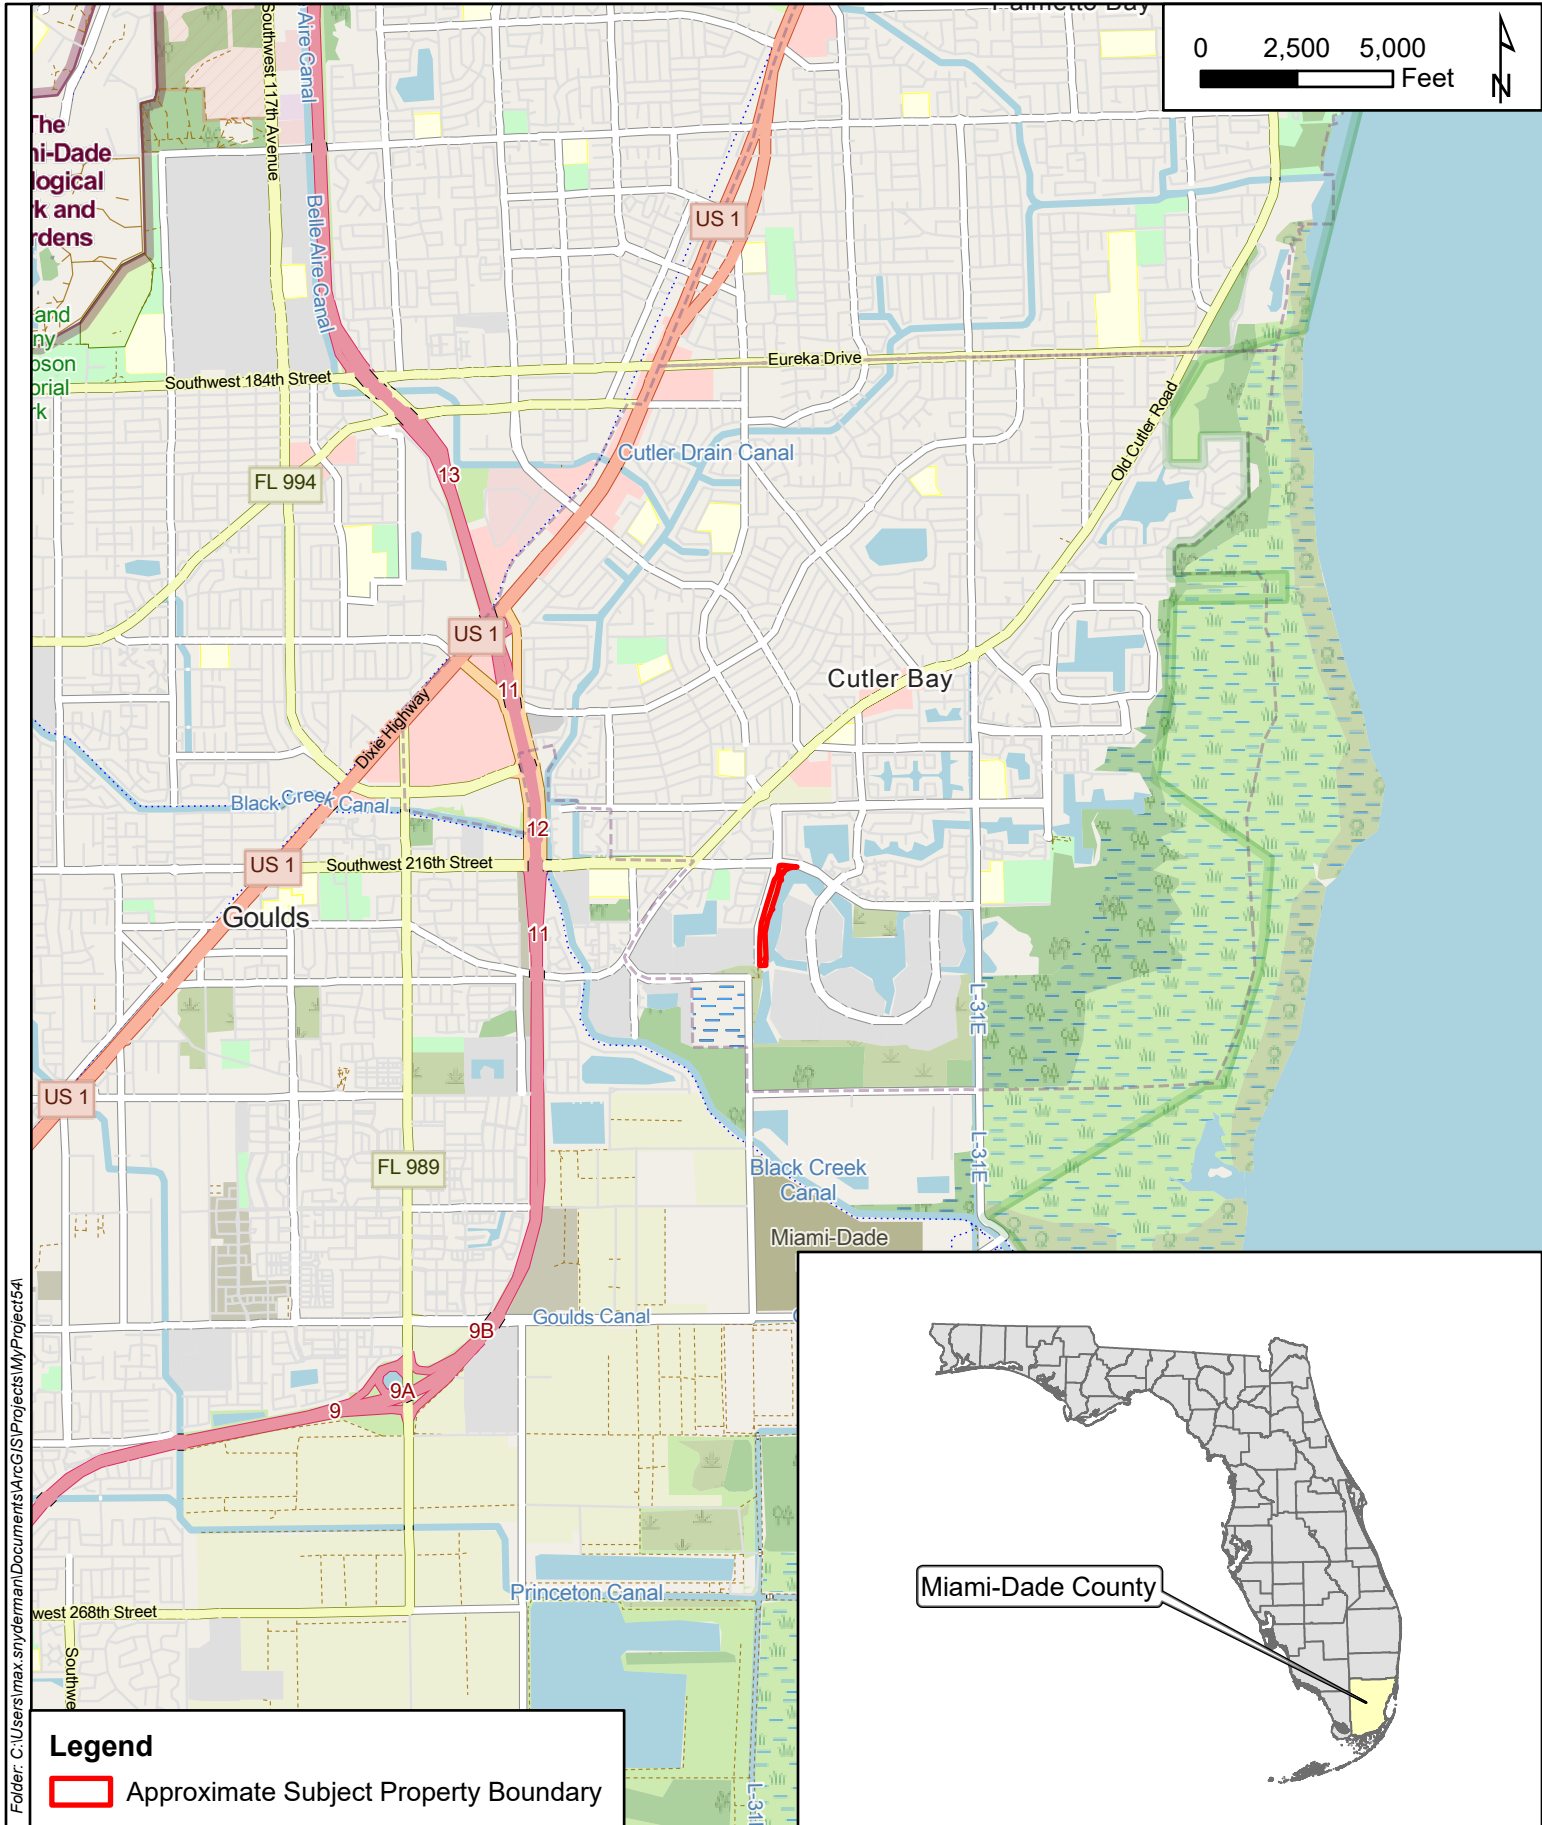 Palmetto Bay
0 2,500 5,000
Feet
N
Southwest 117th Avenue
Aire Canal
The
ni-Dade
logical
k and
rdens
Belle Aire Canal
US 1
and
ny
oson
orial
rk
Southwest 184th Street
Eureka Drive
Old Cutler Road
Cutler Drain Canal
13
FL 994
US 1
Cutler Bay
11
Dixie Highway
Black Creek Canal
12
US 1
Southwest 216th Street
Goulds
11
L-31E
US 1
FL 989
L-31E
Black Creek
Canal
Miami-Dade
Goulds Canal
9B
9A
9
Princeton Canal
west 268th Street
Southwe
L-31
Miami-Dade County
Legend
Approximate Subject Property Boundary
Folder: C:\Users\max.snyderman\Documents\ArcGIS\Projects\MyProject54\